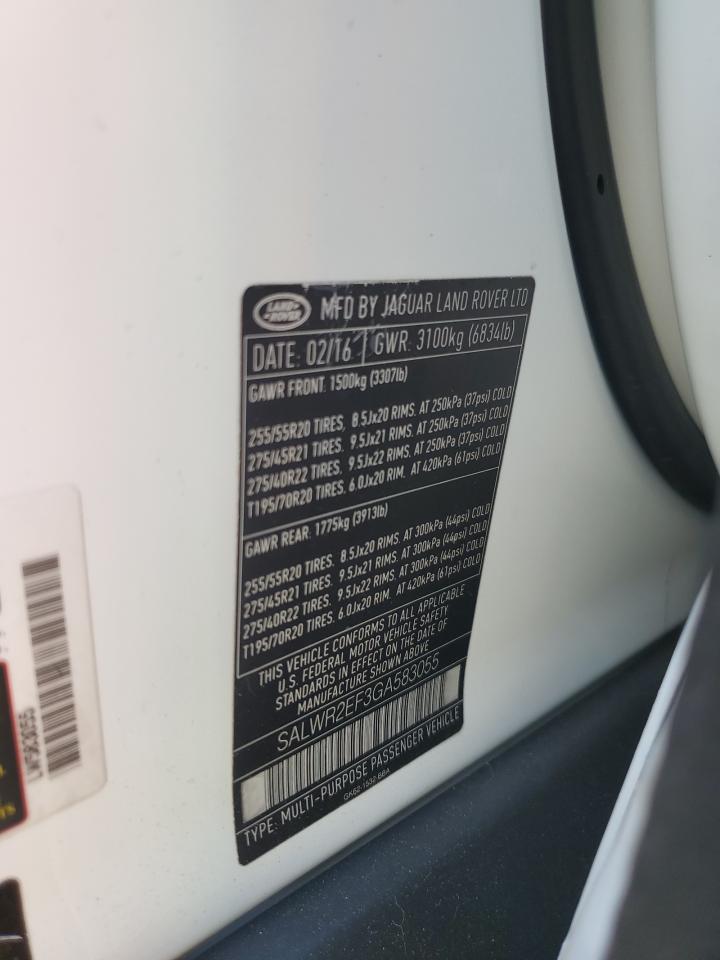 LAND-
-ROVER
MFD BY JAGUAR LAND ROVER LTD
DATE: 02/16 GWR: 3100kg (6834lb)
GAWR FRONT: 1500kg (3307lb)
255/55R20 TIRES, 8.5Jx20 RIMS, AT 250kPa (37psi) COLD
275/45R21 TIRES, 9.5Jx21 RIMS, AT 250kPa (37psi) COLD
275/40R22 TIRES, 9.5Jx22 RIMS, AT 250kPa (37psi) COLD
T195/70R20 TIRES, 6.0Jx20 RIM, AT 420kPa (61psi) COLD
GAWR REAR: 1775kg (3913lb)
255/55R20 TIRES, 8.5Jx20 RIMS, AT 300kPa (44psi) COLD
275/45R21 TIRES, 9.5Jx21 RIMS, AT 300kPa (44psi) COLD
275/40R22 TIRES, 9.5Jx22 RIMS, AT 300kPa (44psi) COLD
T195/70R20 TIRES, 6.0Jx20 RIM, AT 420kPa (61psi) COLD
THIS VEHICLE CONFORMS TO ALL APPLICABLE
U.S. FEDERAL MOTOR VEHICLE SAFETY
STANDARDS IN EFFECT ON THE DATE OF
MANUFACTURE SHOWN ABOVE
SALWR2EF3GA583055
TYPE: MULTI-PURPOSE PASSENGER VEHICLE
GK62-1532-BBA